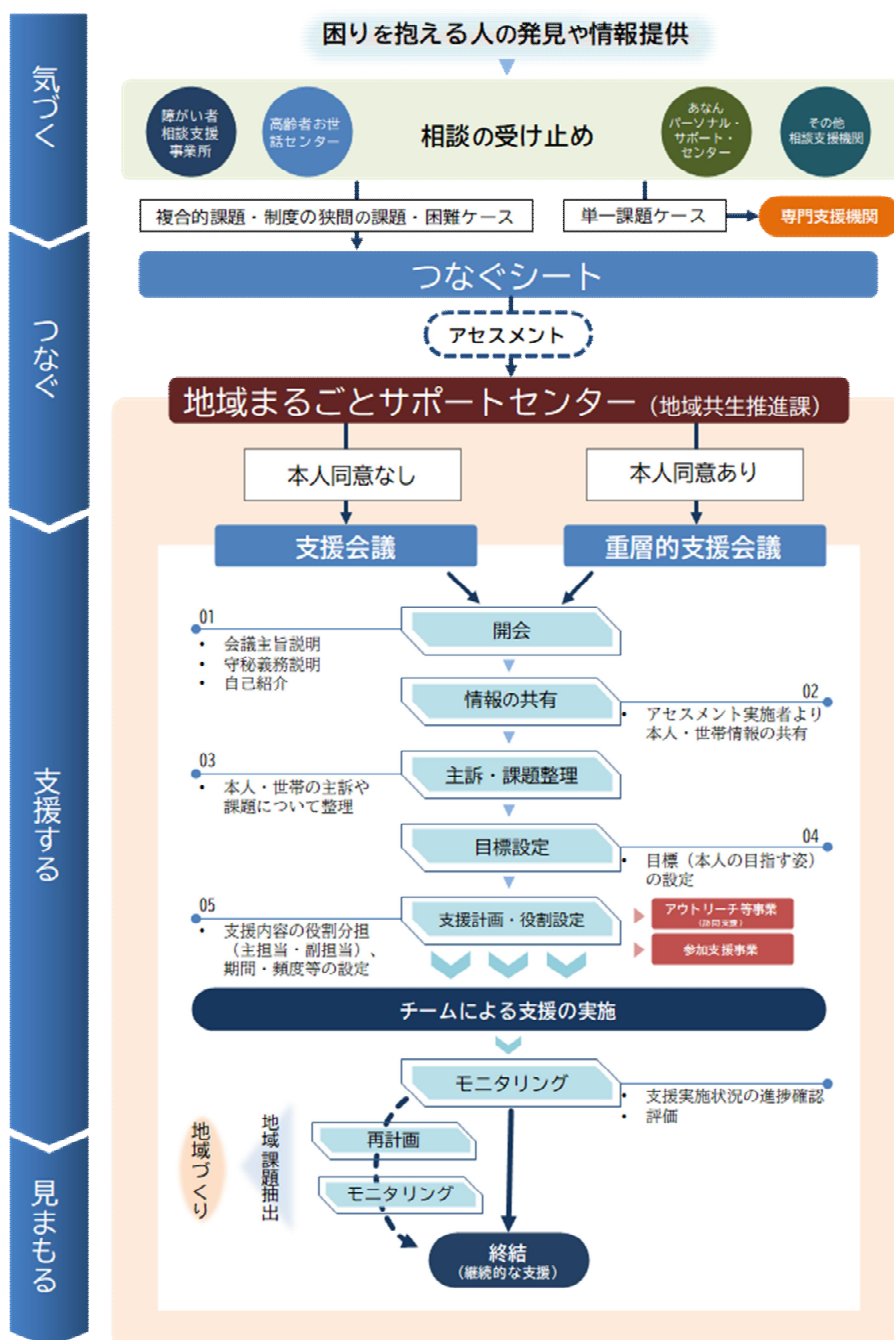 困りを抱える人の発見や情報提供
気づく
障がい者
相談支援
事業所
高齢者お世
話センター
相談の受け止め
あなん
パーソナル・
サポート・
センター
その他
相談支援機関
複合的課題・制度の狭間の課題・困難ケース
単一課題ケース
専門支援機関
つなぐ
つなぐシート
アセスメント
地域まるごとサポートセンター（地域共生推進課）
本人同意なし
本人同意あり
支援する
支援会議
重層的支援会議
01
• 会議主旨説明
• 守秘義務説明
• 自己紹介
開会
情報の共有
02
• アセスメント実施者より
本人・世帯情報の共有
03
• 本人・世帯の主訴や
課題について整理
主訴・課題整理
目標設定
04
• 目標（本人の目指す姿）
の設定
05
• 支援内容の役割分担
（主担当・副担当）、
期間・頻度等の設定
支援計画・役割設定
アウトリーチ等事業
（訪問支援）
参加支援事業
チームによる支援の実施
モニタリング
• 支援実施状況の進捗確認
• 評価
見まもる
地域づくり
地域課題抽出
再計画
モニタリング
終結
（継続的な支援）